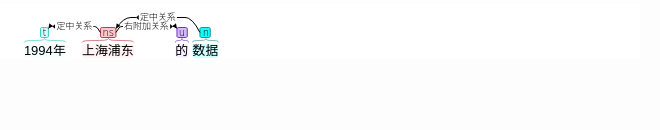 定中关系
定中关系 右附加关系
t ns u n
1994年 上海浦东 的 数据